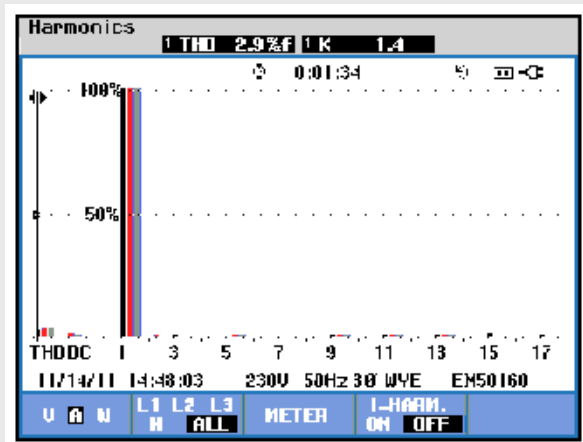 Harmonics
1 THD 2.9%f 1 K 1.4
0:01:34
100%
50%
THDDC 1 3 5 7 9 11 13 15 17
11/14/11 14:48:03 230V 50Hz 3Ø WYE EN50160
V A W L1 L2 L3 METER I-HARM.
N ALL ON OFF